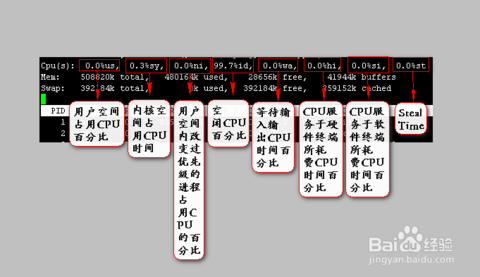 Cpu(s): 0.0%us, 0.3%sy, 0.0%ni, 99.7%id, 0.0%wa, 0.0%hi, 0.0%si, 0.0%st
Mem: 508820k total, 480164k used, 28656k free, 41944k buffers
Swap: 392184k total, 0k used, 392184k free, 359152k cached
PID
1
2
用户空间
占用CPU
百分比
内核空
间占
用CPU
时间
用户
空间
内改
变过
优先
级的
进程
占
用C
PU
的百
分比
空
闲CPU
百分比
等待输
入输
出CPU
时间百
分比
CPU服
务于硬
件终端
所耗
费CPU
时间百
分比
CPU服
务于软
件终端
所耗
费CPU
时间百
分比
Steal
Time
Baidu经验
jingyan.baidu.com